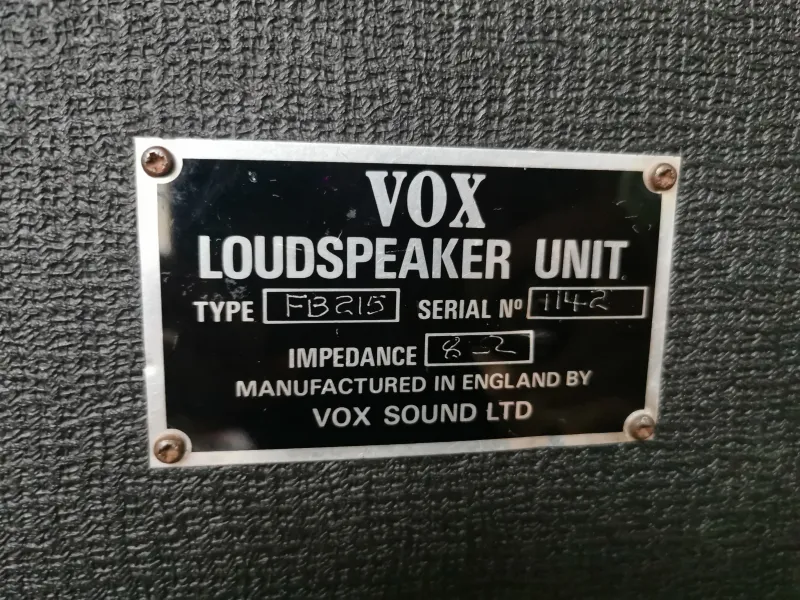 VOX
LOUDSPEAKER UNIT
TYPE FB215 SERIAL Nº 1142
IMPEDANCE 8 Ω
MANUFACTURED IN ENGLAND BY
VOX SOUND LTD